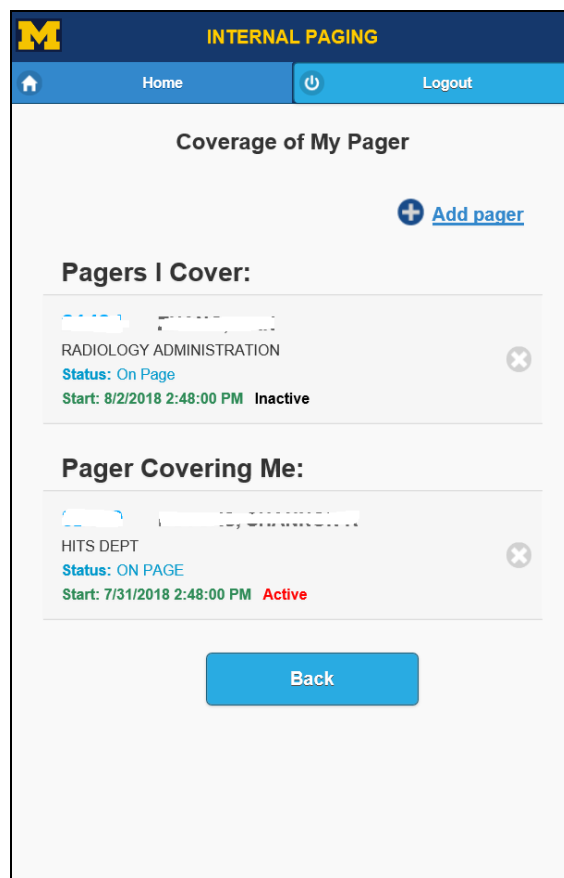 M
INTERNAL PAGING
Home
Logout
Coverage of My Pager
Add pager
Pagers I Cover:
RADIOLOGY ADMINISTRATION
Status: On Page
Start: 8/2/2018 2:48:00 PM Inactive
Pager Covering Me:
HITS DEPT
Status: ON PAGE
Start: 7/31/2018 2:48:00 PM Active
Back